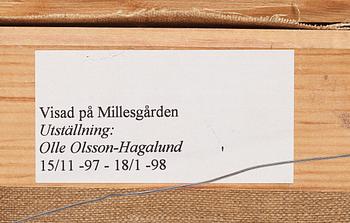 Visad på Millesgården
Utställning:
Olle Olsson-Hagalund
15/11 -97 - 18/1 -98